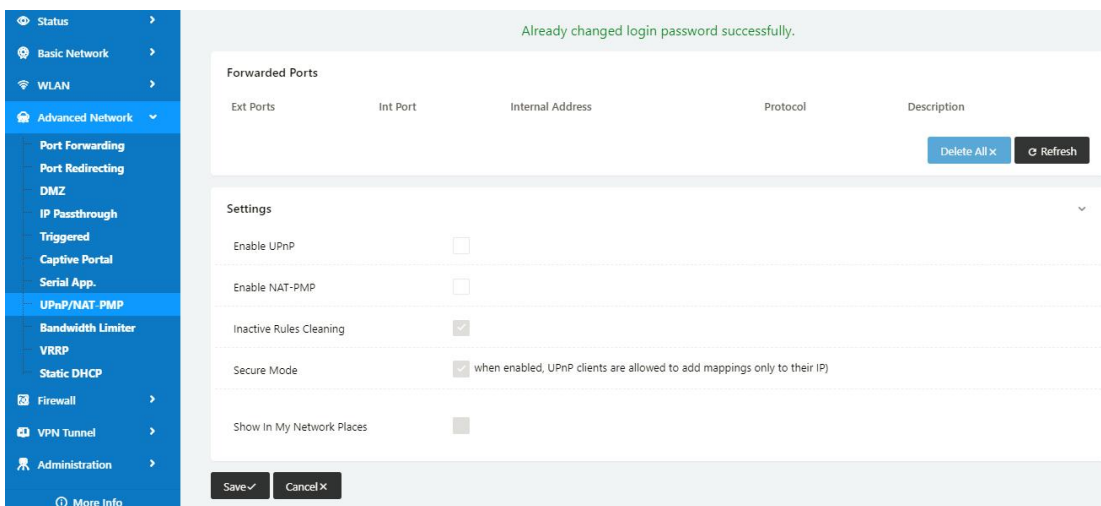 Status
Basic Network
WLAN
Advanced Network
Port Forwarding
Port Redirecting
DMZ
IP Passthrough
Triggered
Captive Portal
Serial App.
UPnP/NAT-PMP
Bandwidth Limiter
VRRP
Static DHCP
Firewall
VPN Tunnel
Administration
More Info
Already changed login password successfully.
Forwarded Ports
Ext Ports Int Port Internal Address Protocol Description
Delete All Refresh
Settings
Enable UPnP
Enable NAT-PMP
Inactive Rules Cleaning
Secure Mode when enabled, UPnP clients are allowed to add mappings only to their IP)
Show In My Network Places
Save Cancel